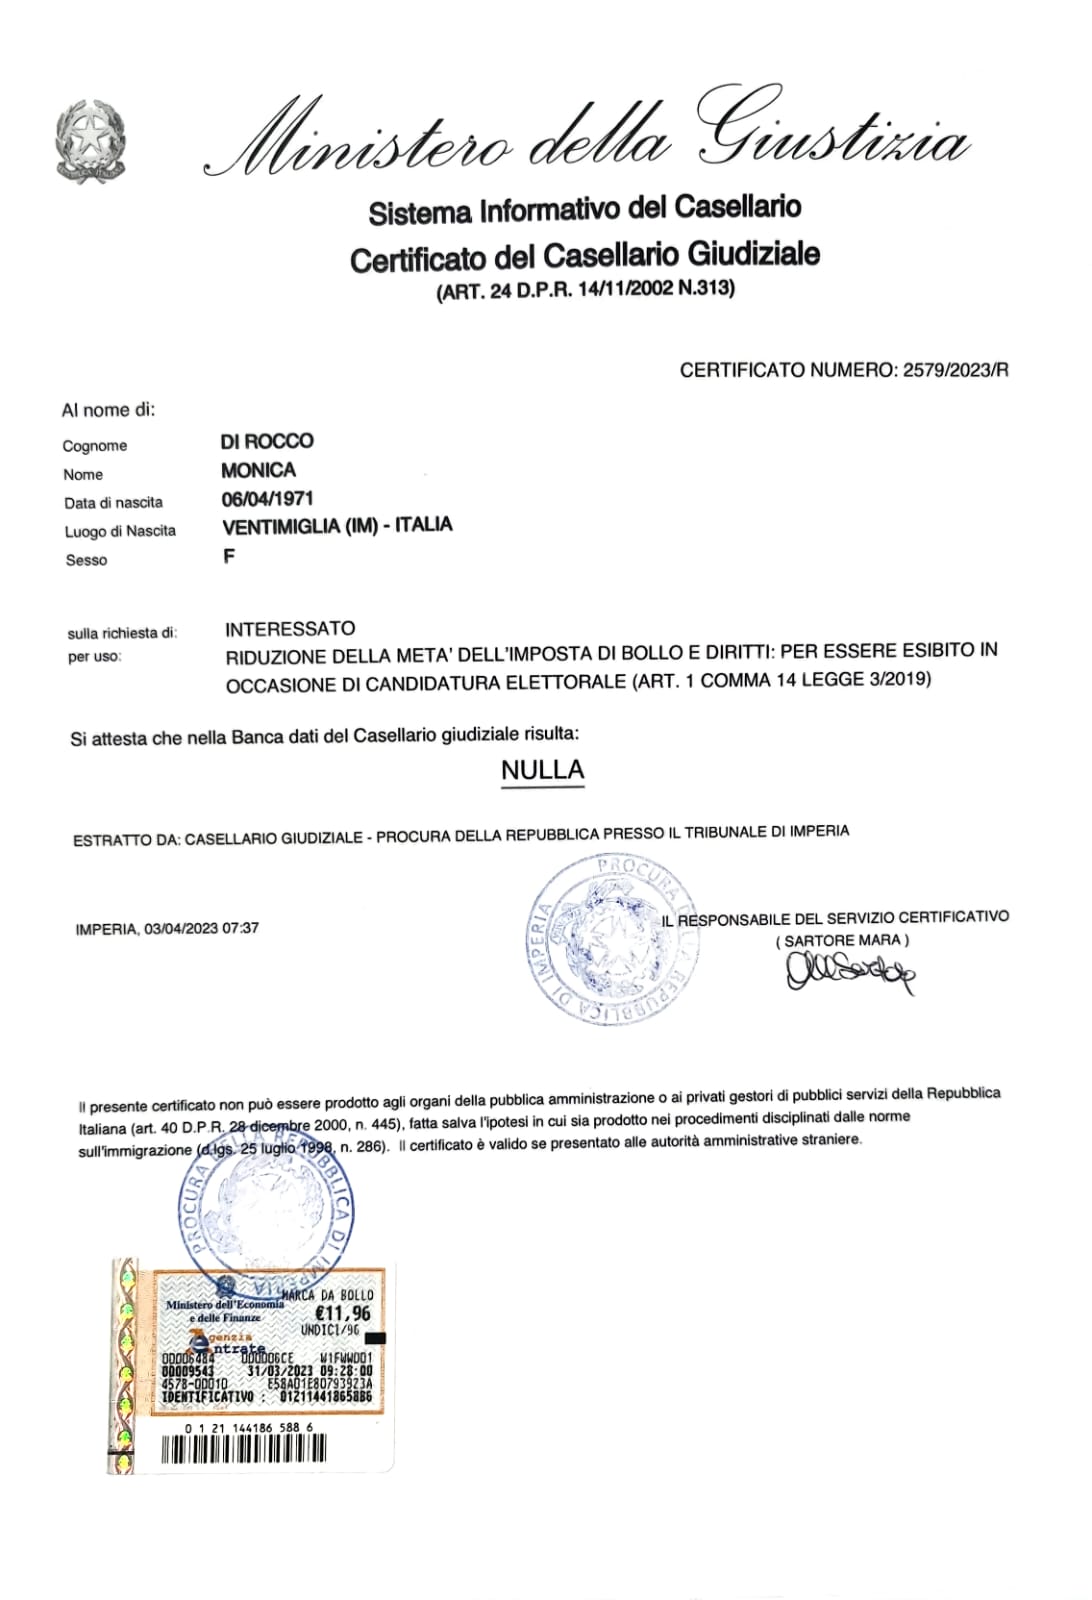 Ministero della Giustizia
Sistema Informativo del Casellario
Certificato del Casellario Giudiziale
(ART. 24 D.P.R. 14/11/2002 N.313)
CERTIFICATO NUMERO: 2579/2023/R
Al nome di:
Cognome DI ROCCO
Nome MONICA
Data di nascita 06/04/1971
Luogo di Nascita VENTIMIGLIA (IM) - ITALIA
Sesso F
sulla richiesta di: INTERESSATO
per uso: RIDUZIONE DELLA META' DELL'IMPOSTA DI BOLLO E DIRITTI: PER ESSERE ESIBITO IN
OCCASIONE DI CANDIDATURA ELETTORALE (ART. 1 COMMA 14 LEGGE 3/2019)
Si attesta che nella Banca dati del Casellario giudiziale risulta:
NULLA
ESTRATTO DA: CASELLARIO GIUDIZIALE - PROCURA DELLA REPUBBLICA PRESSO IL TRIBUNALE DI IMPERIA
PROCURA DELLA REPUBBLICA DI IMPERIA
IMPERIA, 03/04/2023 07:37
IL RESPONSABILE DEL SERVIZIO CERTIFICATIVO
( SARTORE MARA )
Il presente certificato non può essere prodotto agli organi della pubblica amministrazione o ai privati gestori di pubblici servizi della Repubblica
Italiana (art. 40 D.P.R. 28 dicembre 2000, n. 445), fatta salva l'ipotesi in cui sia prodotto nei procedimenti disciplinati dalle norme
sull'immigrazione (d.lgs. 25 luglio 1998, n. 286). Il certificato è valido se presentato alle autorità amministrative straniere.
PROCURA DELLA REPUBBLICA DI IMPERIA
MARCA DA BOLLO
Ministero dell'Economia
e delle Finanze
€11,96
UNDICI/96
Agenzia
entrate
00006484 000006CE W1FWW001
00009543 31/03/2023 09:28:00
4578-00010 E58A01E80793923A
IDENTIFICATIVO : 01211441865886
0 1 21 144186 588 6